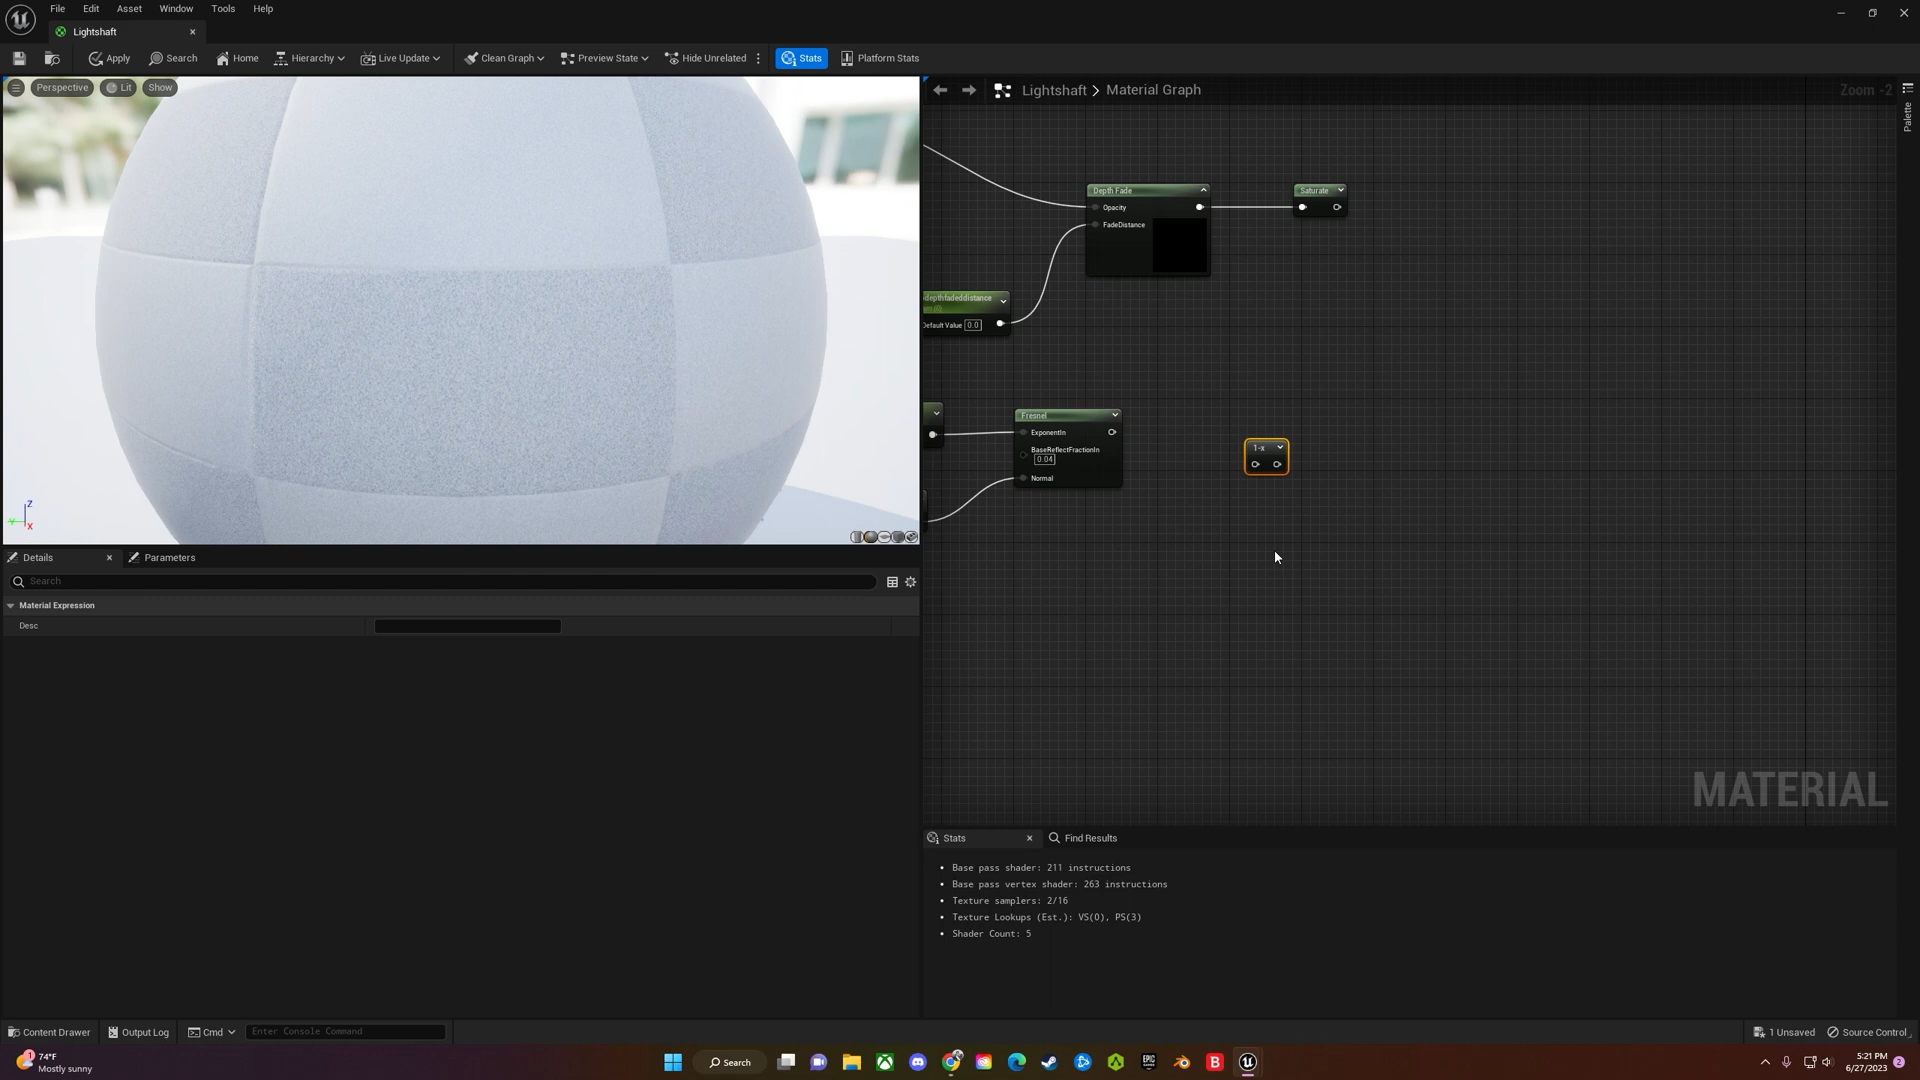 File Edit Asset Window Tools Help
Lightshaft
Apply Search Home Hierarchy Live Update Clean Graph Preview State Hide Unrelated Stats Platform Stats
Perspective Lit Show
Lightshaft > Material Graph
Zoom -2
Palette
Depth Fade
Opacity
FadeDistance
Saturate
depthfadeddistance
Default Value 0.0
Fresnel
ExponentIn
BaseReflectFractionIn
0.04
Normal
1-x
Z
Y
X
Details Parameters
Search
Material Expression
Desc
MATERIAL
Stats Find Results
• Base pass shader: 211 instructions
• Base pass vertex shader: 263 instructions
• Texture samplers: 2/16
• Texture Lookups (Est.): VS(0), PS(3)
• Shader Count: 5
Content Drawer Output Log Cmd Enter Console Command 1 Unsaved Source Control
1
74°F
Mostly sunny
Search
EPIC
B
5:21 PM
6/27/2023
2